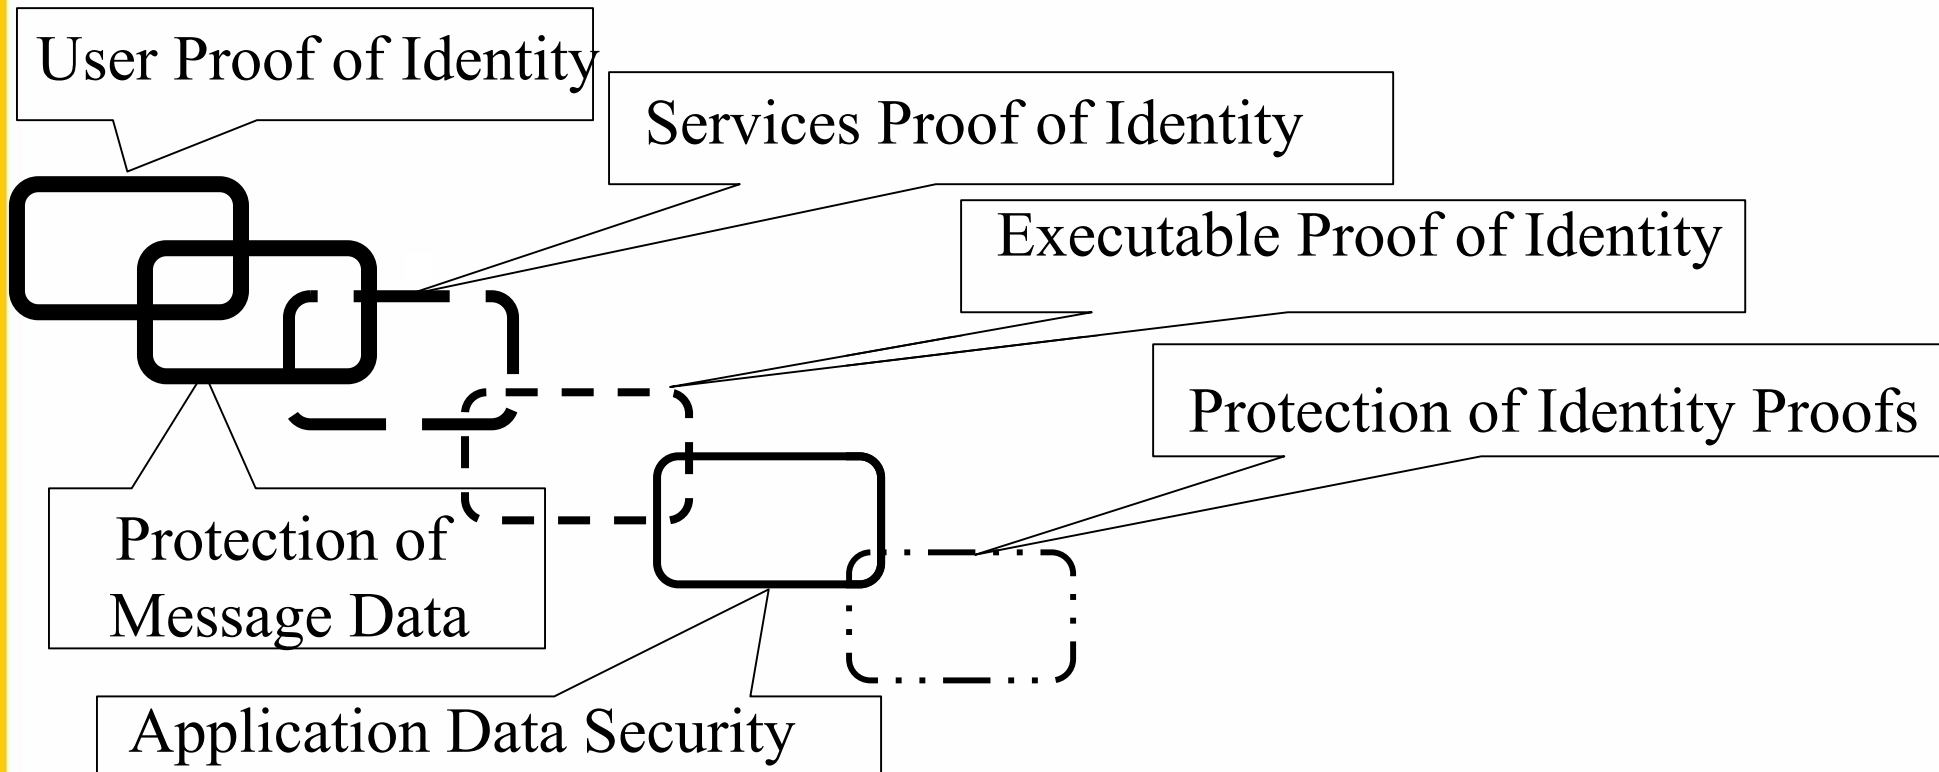 User Proof of Identity
Services Proof of Identity
Executable Proof of Identity
Protection of Identity Proofs
Protection of
Message Data
Application Data Security